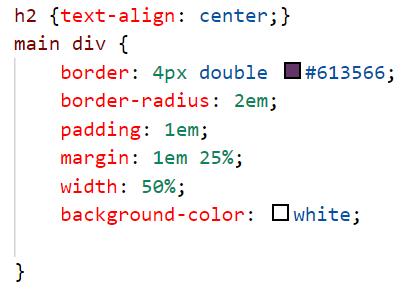 h2 {text-align: center;}
main div {
    border: 4px double #613566;
    border-radius: 2em;
    padding: 1em;
    margin: 1em 25%;
    width: 50%;
    background-color: white;
}